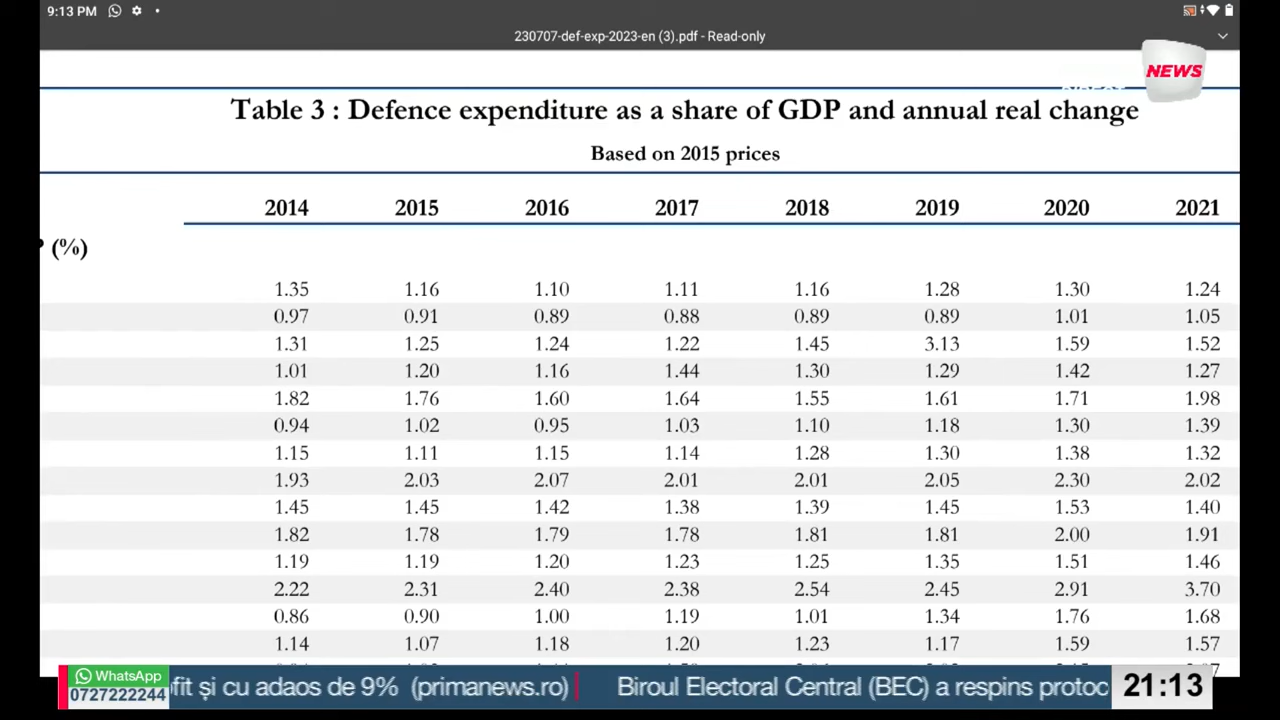 9:13 PM
230707-def-exp-2023-en (3).pdf - Read-only
NEWS
Table 3 : Defence expenditure as a share of GDP and annual real change
Based on 2015 prices
2014 2015 2016 2017 2018 2019 2020 2021
(%)
1.35 1.16 1.10 1.11 1.16 1.28 1.30 1.24
0.97 0.91 0.89 0.88 0.89 0.89 1.01 1.05
1.31 1.25 1.24 1.22 1.45 3.13 1.59 1.52
1.01 1.20 1.16 1.44 1.30 1.29 1.42 1.27
1.82 1.76 1.60 1.64 1.55 1.61 1.71 1.98
0.94 1.02 0.95 1.03 1.10 1.18 1.30 1.39
1.15 1.11 1.15 1.14 1.28 1.30 1.38 1.32
1.93 2.03 2.07 2.01 2.01 2.05 2.30 2.02
1.45 1.45 1.42 1.38 1.39 1.45 1.53 1.40
1.82 1.78 1.79 1.78 1.81 1.81 2.00 1.91
1.19 1.19 1.20 1.23 1.25 1.35 1.51 1.46
2.22 2.31 2.40 2.38 2.54 2.45 2.91 3.70
0.86 0.90 1.00 1.19 1.01 1.34 1.76 1.68
1.14 1.07 1.18 1.20 1.23 1.17 1.59 1.57
WhatsApp
0727222244
fit și cu adaos de 9% (primanews.ro) Biroul Electoral Central (BEC) a respins protoc
21:13